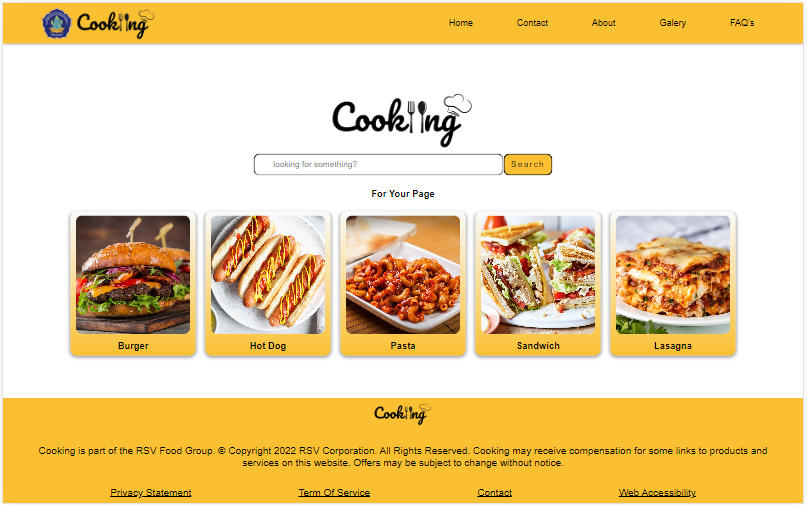 Cooking
Home Contact About Galery FAQ's
Cooking
looking for something? Search
For Your Page
Burger Hot Dog Pasta Sandwich Lasagna
Cooking
Cooking is part of the RSV Food Group. © Copyright 2022 RSV Corporation. All Rights Reserved. Cooking may receive compensation for some links to products and
services on this website. Offers may be subject to change without notice.
Privacy Statement Term Of Service Contact Web Accessibility